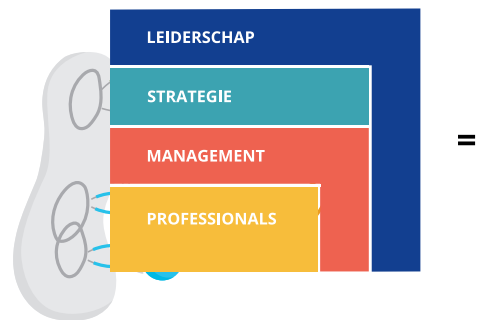 LEIDERSCHAP
STRATEGIE
=
MANAGEMENT
PROFESSIONALS